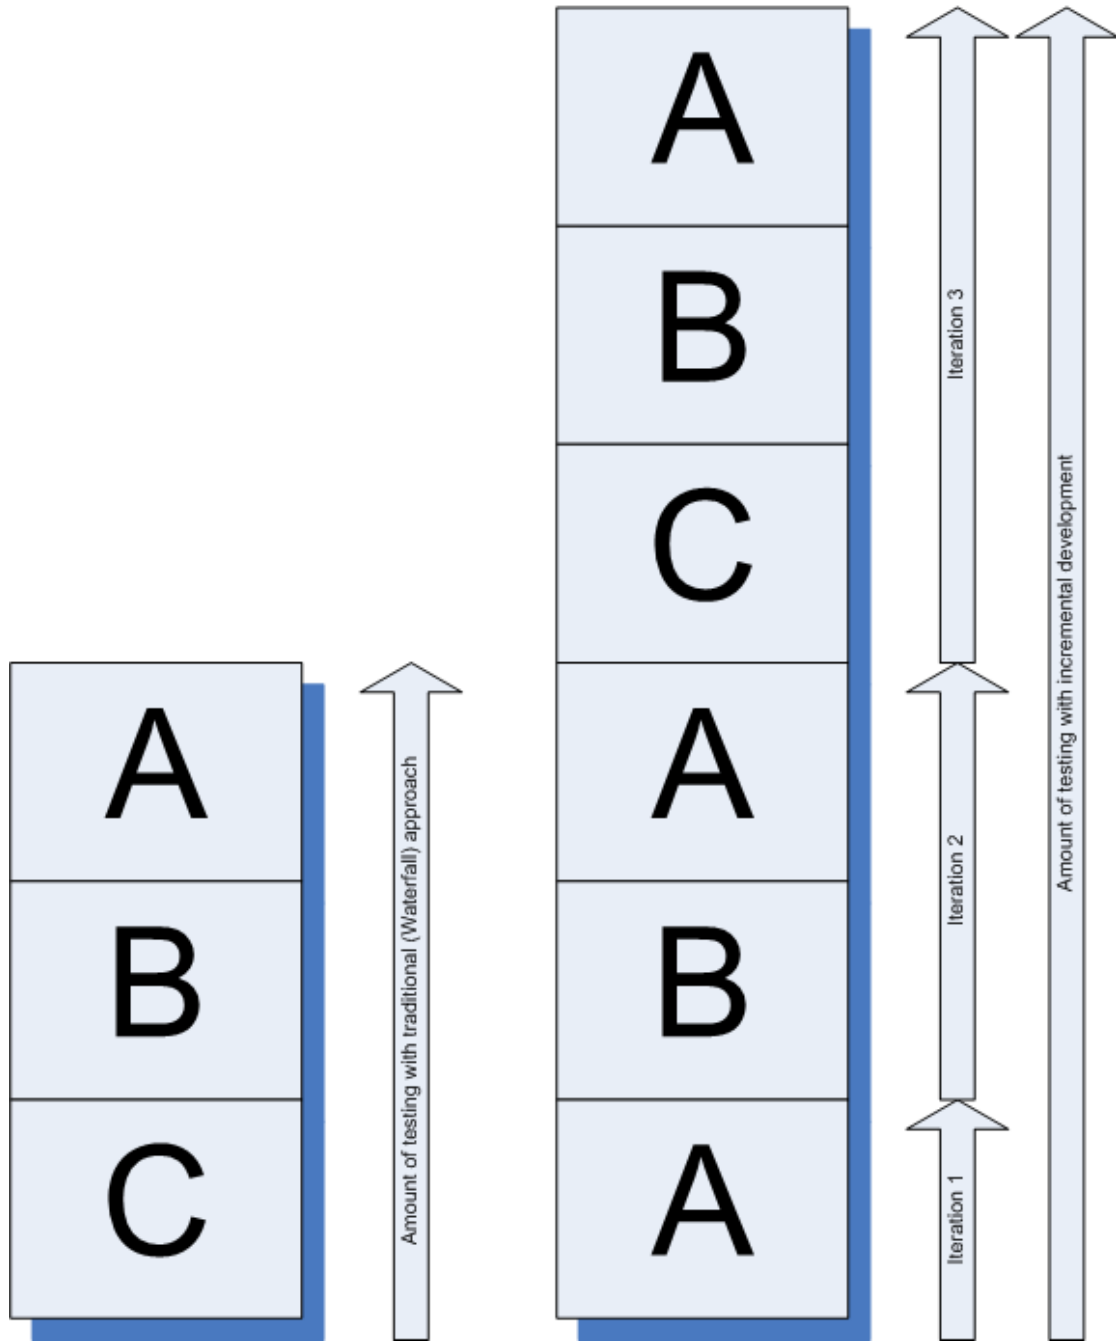 A
B
C
Amount of testing with traditional (Waterfall) approach
A
B
C
A
B
A
Iteration 3
Iteration 2
Iteration 1
Amount of testing with incremental development